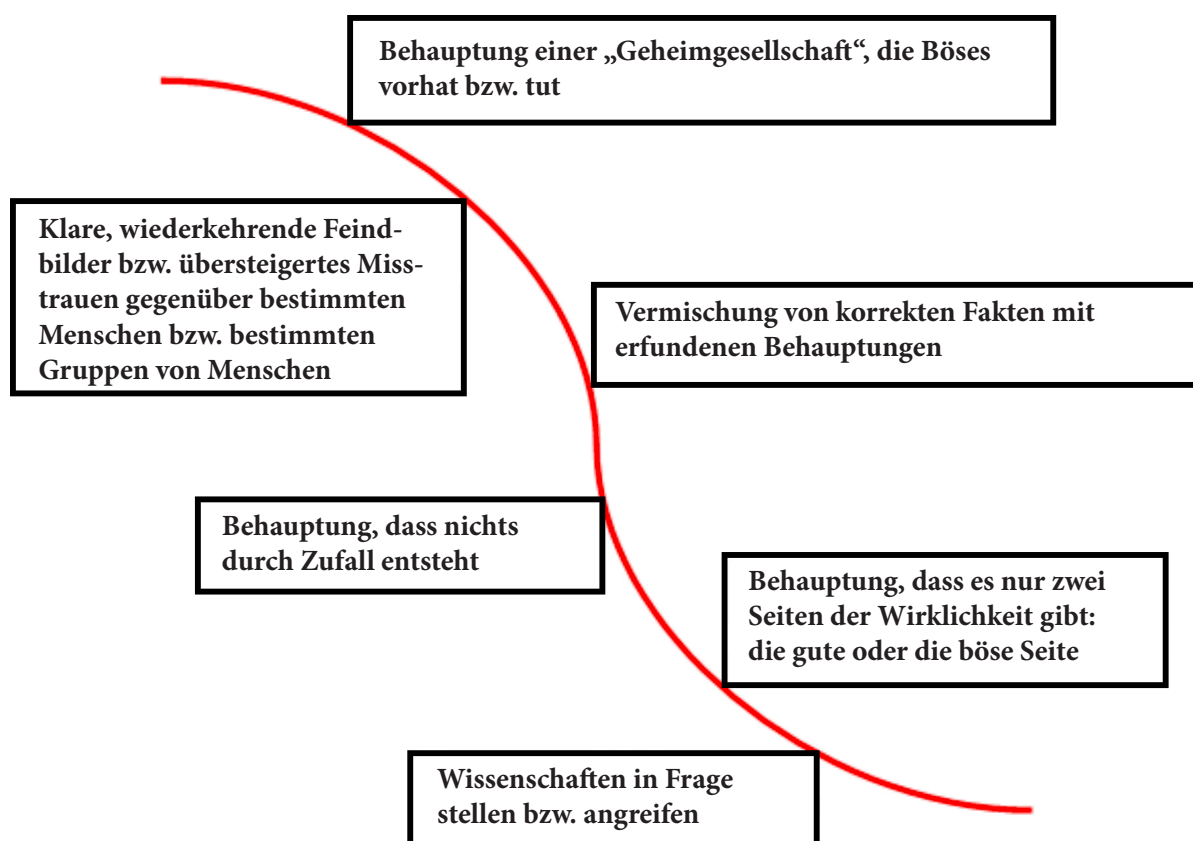 Behauptung einer „Geheimgesellschaft“, die Böses
vorhat bzw. tut
Klare, wiederkehrende Feind-
bilder bzw. übersteigertes Miss-
trauen gegenüber bestimmten
Menschen bzw. bestimmten
Gruppen von Menschen
Vermischung von korrekten Fakten mit
erfundenen Behauptungen
Behauptung, dass nichts
durch Zufall entsteht
Behauptung, dass es nur zwei
Seiten der Wirklichkeit gibt:
die gute oder die böse Seite
Wissenschaften in Frage
stellen bzw. angreifen